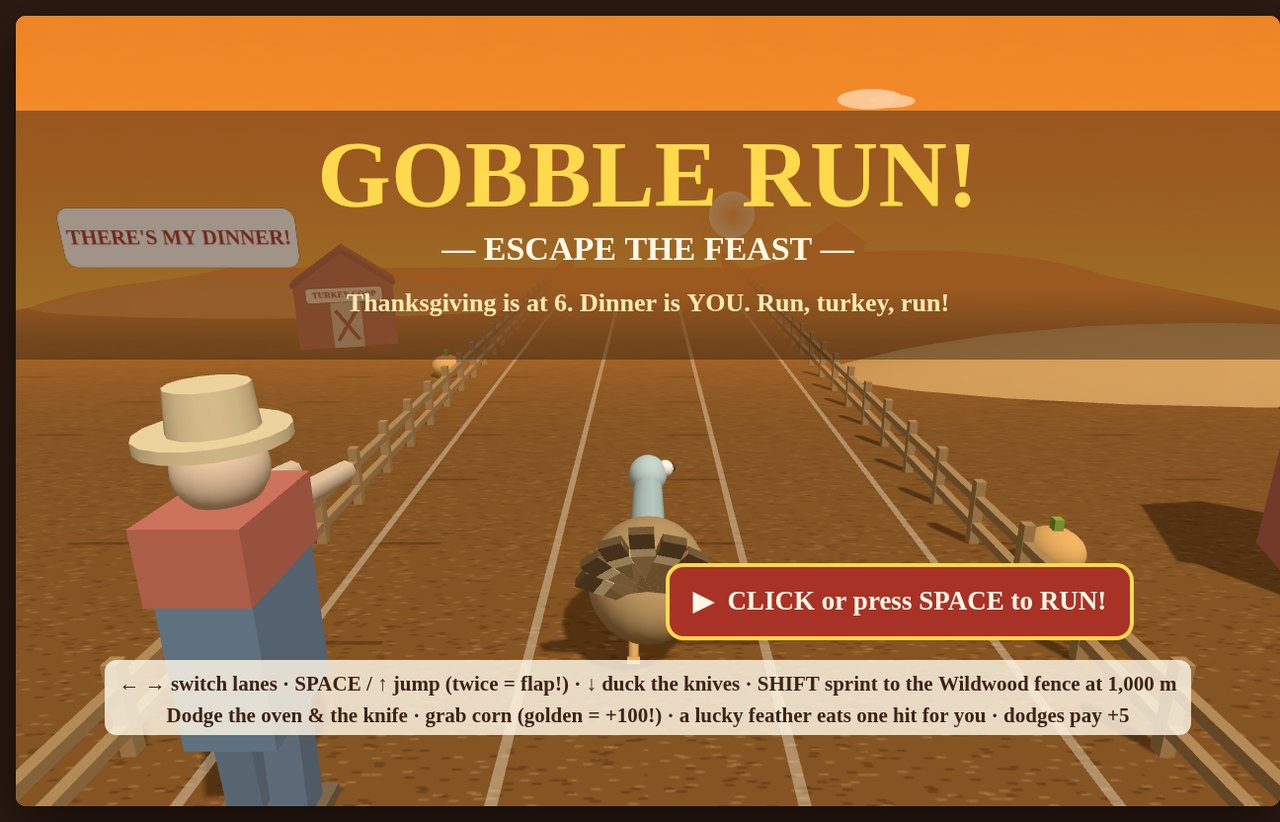 GOBBLE RUN!
THERE'S MY DINNER!
— ESCAPE THE FEAST —
TURKEY COOP
Thanksgiving is at 6. Dinner is YOU. Run, turkey, run!
▶ CLICK or press SPACE to RUN!
← → switch lanes · SPACE / ↑ jump (twice = flap!) · ↓ duck the knives · SHIFT sprint to the Wildwood fence at 1,000 m
Dodge the oven & the knife · grab corn (golden = +100!) · a lucky feather eats one hit for you · dodges pay +5